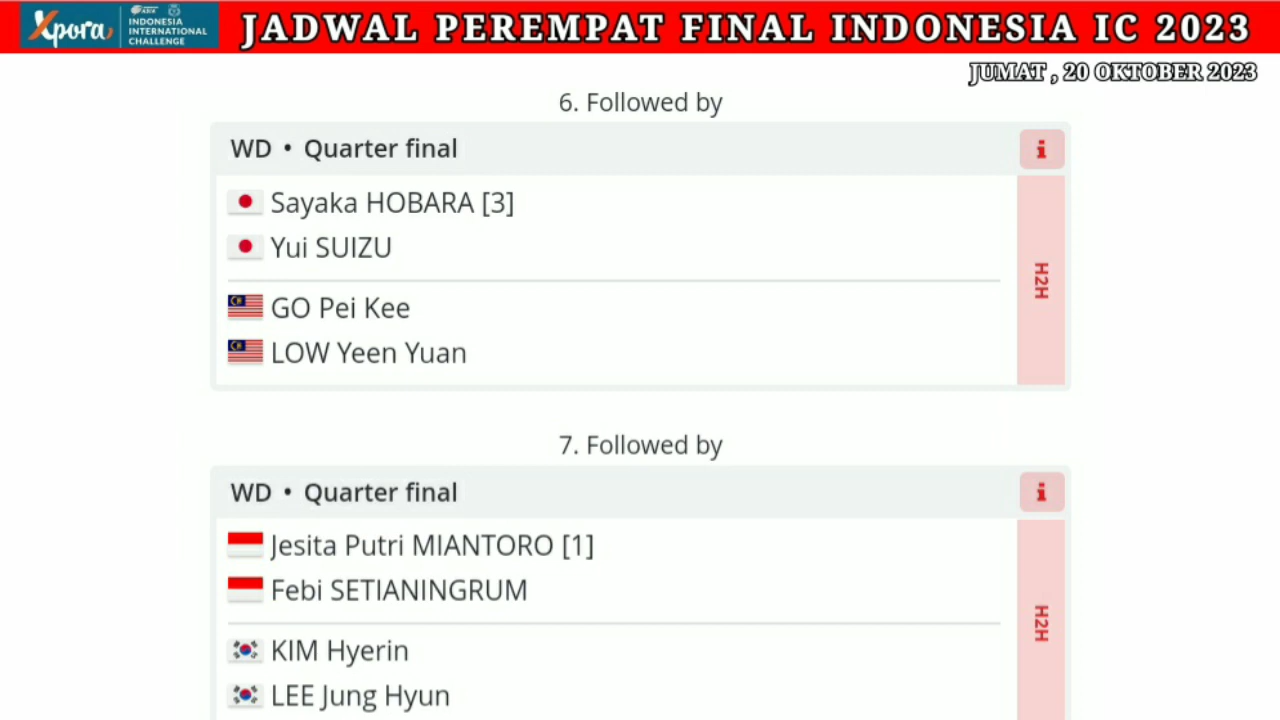 Xpora
INDONESIA
INTERNATIONAL
CHALLENGE
JADWAL PEREMPAT FINAL INDONESIA IC 2023
JUMAT , 20 OKTOBER 2023
6. Followed by
WD • Quarter final
i
Sayaka HOBARA [3]
Yui SUIZU
H2H
GO Pei Kee
LOW Yeen Yuan
7. Followed by
WD • Quarter final
i
Jesita Putri MIANTORO [1]
Febi SETIANINGRUM
H2H
KIM Hyerin
LEE Jung Hyun